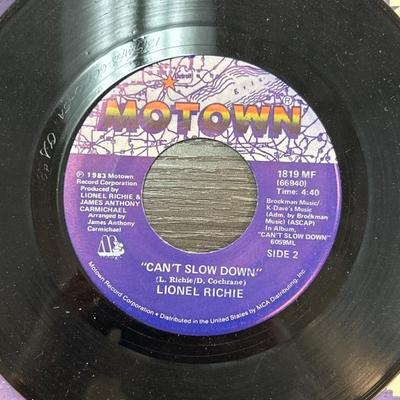 Detroit
MOTOWN®
℗ 1983 Motown
Record Corporation
Produced by
LIONEL RICHIE &
JAMES ANTHONY
CARMICHAEL
Arranged by
James Anthony
Carmichael
1819 MF
(66940)
Time: 4:40
Brockman Music/
K-Dave's Music
(Adm. by Brockman
Music) (ASCAP)
In Album,
"CAN'T SLOW DOWN"
6059ML
SIDE 2
"CAN'T SLOW DOWN"
(L. Richie/D. Cochrane)
LIONEL RICHIE
Motown Record Corporation • Distributed in the United States by MCA Distributing, Inc.